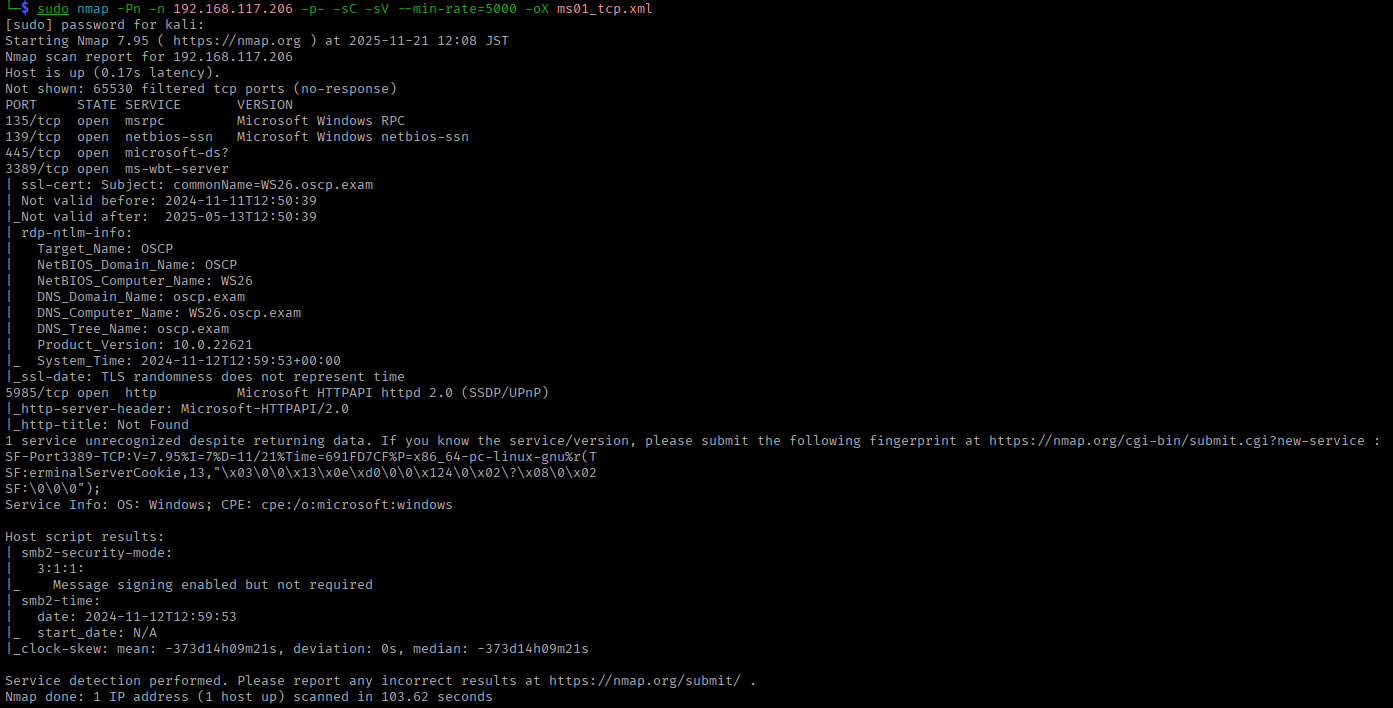 └─$ sudo nmap -Pn -n 192.168.117.206 -p- -sC -sV --min-rate=5000 -oX ms01_tcp.xml
[sudo] password for kali:
Starting Nmap 7.95 ( https://nmap.org ) at 2025-11-21 12:08 JST
Nmap scan report for 192.168.117.206
Host is up (0.17s latency).
Not shown: 65530 filtered tcp ports (no-response)
PORT     STATE SERVICE       VERSION
135/tcp  open  msrpc         Microsoft Windows RPC
139/tcp  open  netbios-ssn   Microsoft Windows netbios-ssn
445/tcp  open  microsoft-ds?
3389/tcp open  ms-wbt-server
| ssl-cert: Subject: commonName=WS26.oscp.exam
| Not valid before: 2024-11-11T12:50:39
|_Not valid after:  2025-05-13T12:50:39
| rdp-ntlm-info:
|   Target_Name: OSCP
|   NetBIOS_Domain_Name: OSCP
|   NetBIOS_Computer_Name: WS26
|   DNS_Domain_Name: oscp.exam
|   DNS_Computer_Name: WS26.oscp.exam
|   DNS_Tree_Name: oscp.exam
|   Product_Version: 10.0.22621
|_  System_Time: 2024-11-12T12:59:53+00:00
|_ssl-date: TLS randomness does not represent time
5985/tcp open  http          Microsoft HTTPAPI httpd 2.0 (SSDP/UPnP)
|_http-server-header: Microsoft-HTTPAPI/2.0
|_http-title: Not Found
1 service unrecognized despite returning data. If you know the service/version, please submit the following fingerprint at https://nmap.org/cgi-bin/submit.cgi?new-service :
SF-Port3389-TCP:V=7.95%I=7%D=11/21%Time=691FD7CF%P=x86_64-pc-linux-gnu%r(T
SF:erminalServerCookie,13,"\x03\0\0\x13\x0e\xd0\0\0\x124\0\x02\?\x08\0\x02
SF:\0\0\0");
Service Info: OS: Windows; CPE: cpe:/o:microsoft:windows

Host script results:
| smb2-security-mode:
|   3:1:1:
|_    Message signing enabled but not required
| smb2-time:
|   date: 2024-11-12T12:59:53
|_  start_date: N/A
|_clock-skew: mean: -373d14h09m21s, deviation: 0s, median: -373d14h09m21s

Service detection performed. Please report any incorrect results at https://nmap.org/submit/ .
Nmap done: 1 IP address (1 host up) scanned in 103.62 seconds